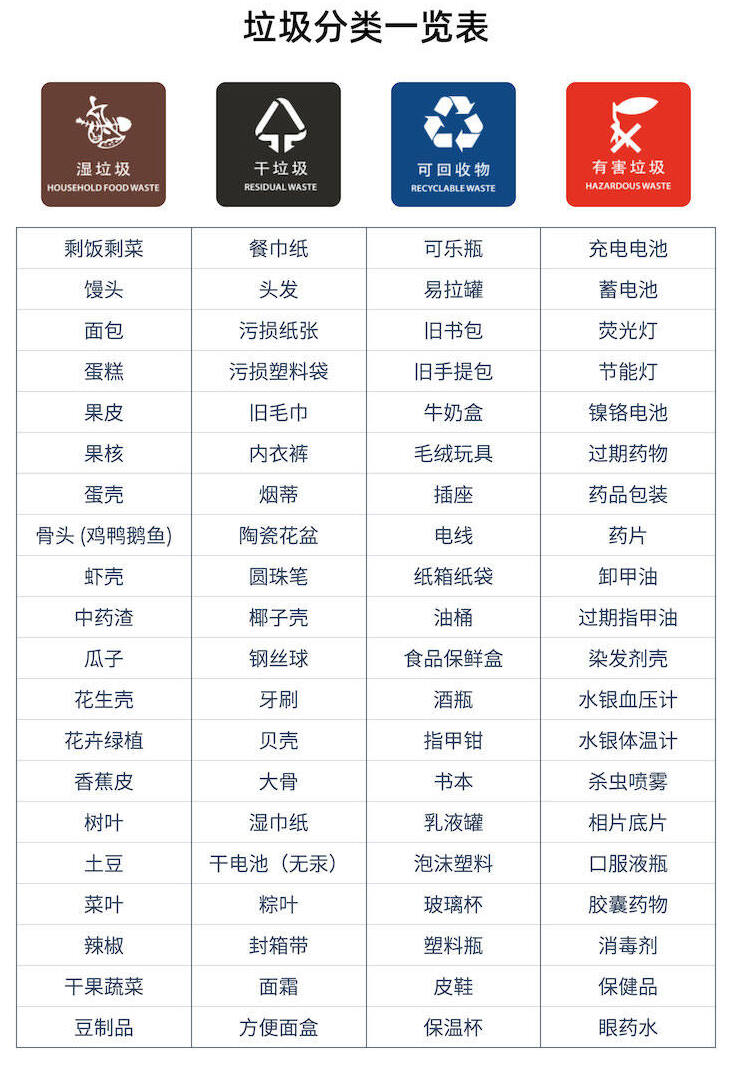 垃圾分类一览表
湿垃圾 干垃圾 可回收物 有害垃圾
HOUSEHOLD FOOD WASTE RESIDUAL WASTE RECYCLABLE WASTE HAZARDOUS WASTE
剩饭剩菜 餐巾纸 可乐瓶 充电电池
馒头 头发 易拉罐 蓄电池
面包 污损纸张 旧书包 荧光灯
蛋糕 污损塑料袋 旧手提包 节能灯
果皮 旧毛巾 牛奶盒 镍铬电池
果核 内衣裤 毛绒玩具 过期药物
蛋壳 烟蒂 插座 药品包装
骨头 (鸡鸭鹅鱼) 陶瓷花盆 电线 药片
虾壳 圆珠笔 纸箱纸袋 卸甲油
中药渣 椰子壳 油桶 过期指甲油
瓜子 钢丝球 食品保鲜盒 染发剂壳
花生壳 牙刷 酒瓶 水银血压计
花卉绿植 贝壳 指甲钳 水银体温计
香蕉皮 大骨 书本 杀虫喷雾
树叶 湿巾纸 乳液罐 相片底片
土豆 干电池（无汞） 泡沫塑料 口服液瓶
菜叶 粽叶 玻璃杯 胶囊药物
辣椒 封箱带 塑料瓶 消毒剂
干果蔬菜 面霜 皮鞋 保健品
豆制品 方便面盒 保温杯 眼药水